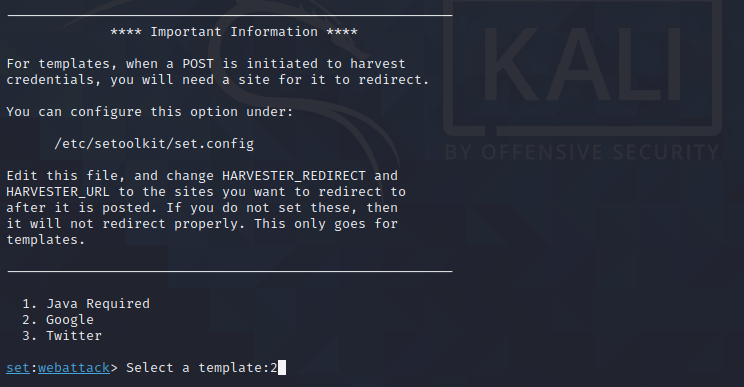 **** Important Information ****
For templates, when a POST is initiated to harvest
credentials, you will need a site for it to redirect.
You can configure this option under:
/etc/setoolkit/set.config
Edit this file, and change HARVESTER_REDIRECT and
HARVESTER_URL to the sites you want to redirect to
after it is posted. If you do not set these, then
it will not redirect properly. This only goes for
templates.
1. Java Required
2. Google
3. Twitter
set:webattack> Select a template:2
KALI
BY OFFENSIVE SECURITY